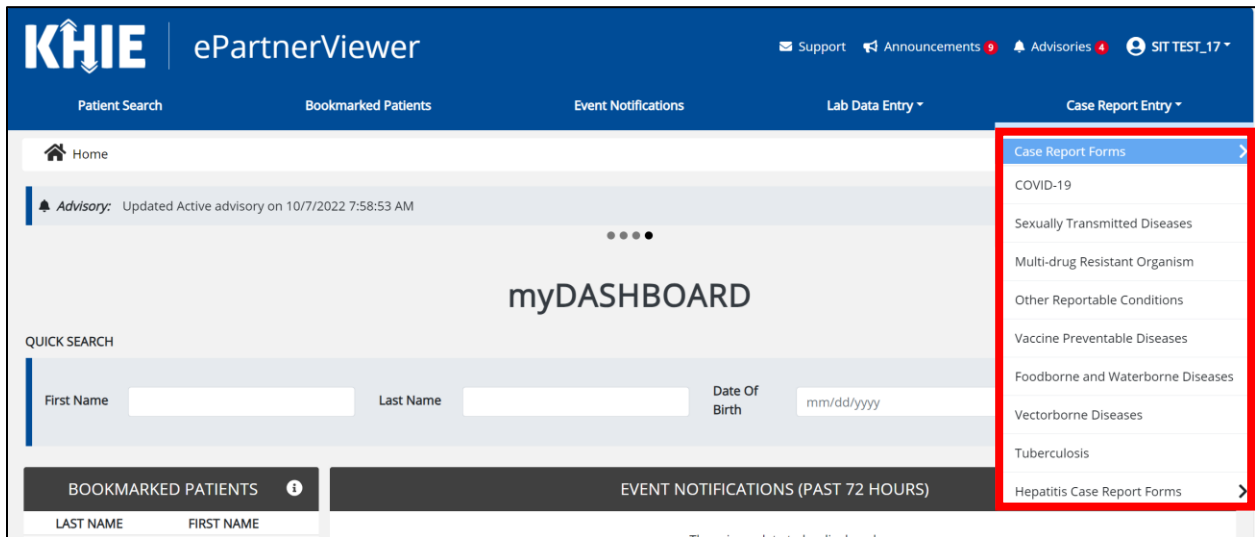 KHIE ePartnerViewer
Support Announcements 9 Advisories 4 SIT TEST_17
Patient Search Bookmarked Patients Event Notifications Lab Data Entry Case Report Entry
Home
Case Report Forms
COVID-19
Sexually Transmitted Diseases
Multi-drug Resistant Organism
Other Reportable Conditions
Vaccine Preventable Diseases
Foodborne and Waterborne Diseases
Vectorborne Diseases
Tuberculosis
Hepatitis Case Report Forms
Advisory: Updated Active advisory on 10/7/2022 7:58:53 AM
myDASHBOARD
QUICK SEARCH
First Name Last Name Date Of
Birth mm/dd/yyyy
BOOKMARKED PATIENTS EVENT NOTIFICATIONS (PAST 72 HOURS)
LAST NAME FIRST NAME